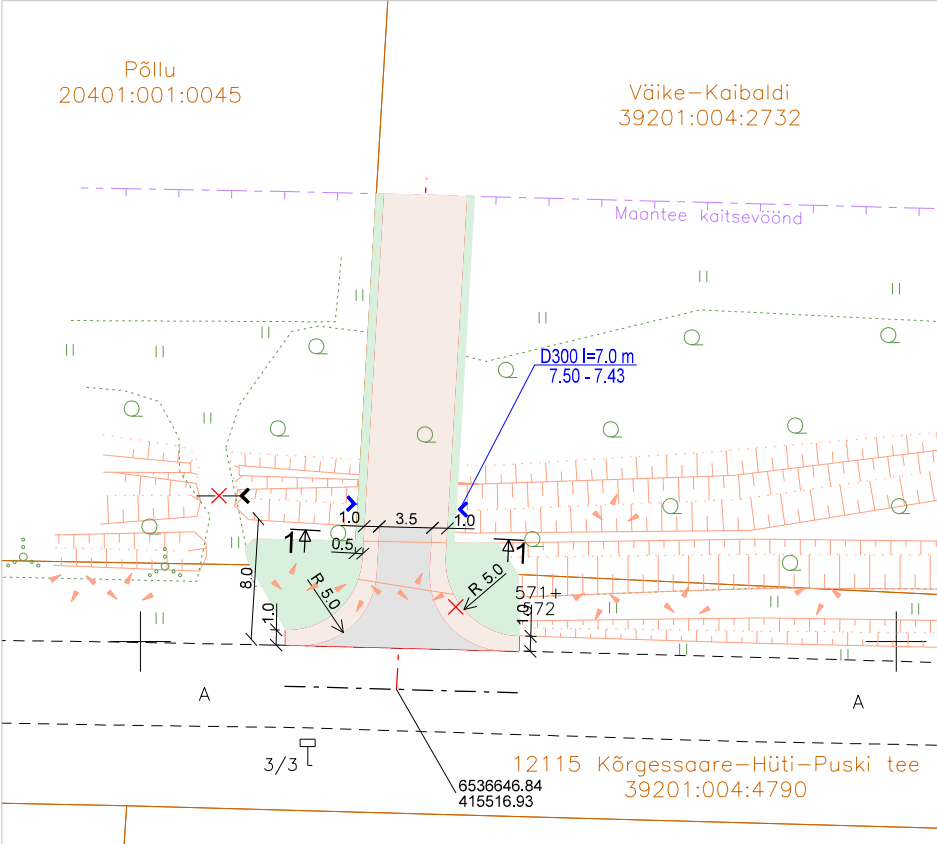 Põllu
20401:001:0045
Väike-Kaibaldi
39201:004:2732
Maantee kaitsevöönd
D300 l=7.0 m
7.50 - 7.43
1.0
3.5
1.0
1
0.5
1
8.0
R 5.0
R 5.0
571+
572
1.0
1.0
A
A
3/3
12115 Kõrgessaare-Hüti-Puski tee
39201:004:4790
6536646.84
415516.93